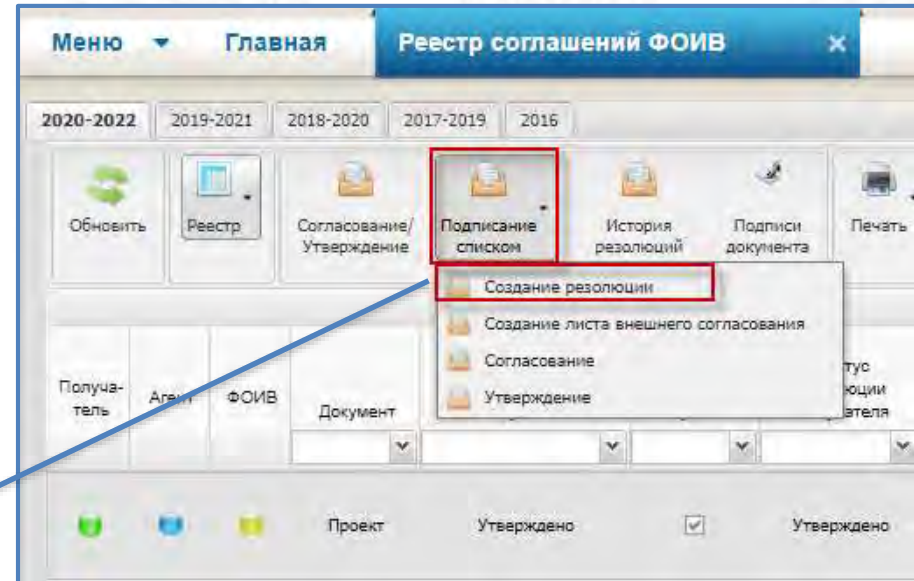 Меню Главная Реестр соглашений ФОИВ ×
2020-2022 2019-2021 2018-2020 2017-2019 2016
Обновить Реестр Согласование/ Подписание История Подписи Печать
Утверждение списком резолюций документа
Создание резолюции
Создание листа внешнего согласования
Согласование
Утверждение
Получа-
тель ФОИВ Документ
Проект Утверждено Утверждено